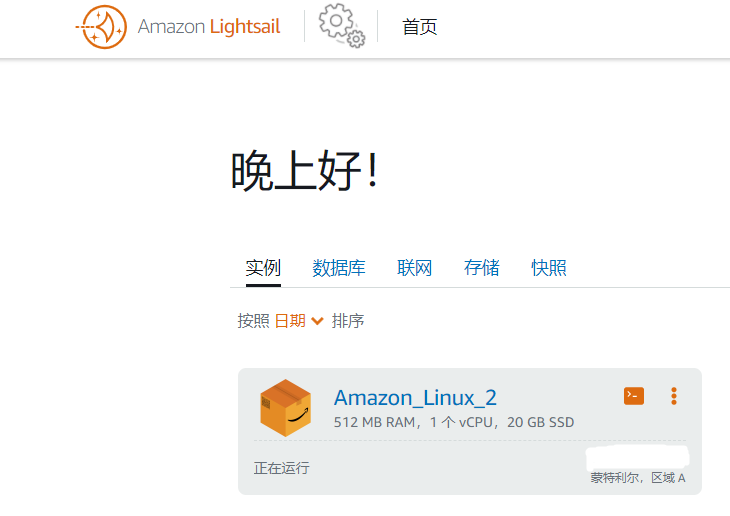 Amazon Lightsail 首页
晚上好！
实例 数据库 联网 存储 快照
按照 日期 排序
Amazon_Linux_2
512 MB RAM，1 个 vCPU，20 GB SSD
正在运行
蒙特利尔，区域 A